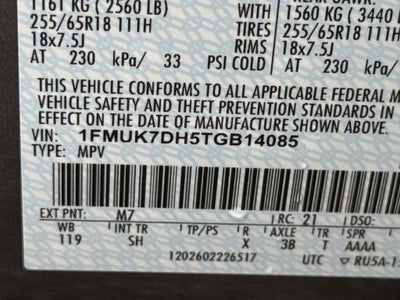 1161 KG ( 2560 LB)
255/65R18 111H
18x7.5J
AT 230 kPa/ 33 PSI COLD
1560 KG ( 3440
TIRES 255/65R18 111H
RIMS 18x7.5J
AT 230 kPa/
THIS VEHICLE CONFORMS TO ALL APPLICABLE FEDERAL
VEHICLE SAFETY AND THEFT PREVENTION STANDARDS IN
EFFECT ON THE DATE OF MANUFACTURE SHOWN ABOVE.
VIN: 1FMUK7DH5TGB14085
TYPE: MPV
EXT PNT: M7 RC: 21 DSO:
WB INT TR TP/PS R AXLE TR SPR
119 SH X 3B T AAAA
1202602226517 UTC RU5A-15